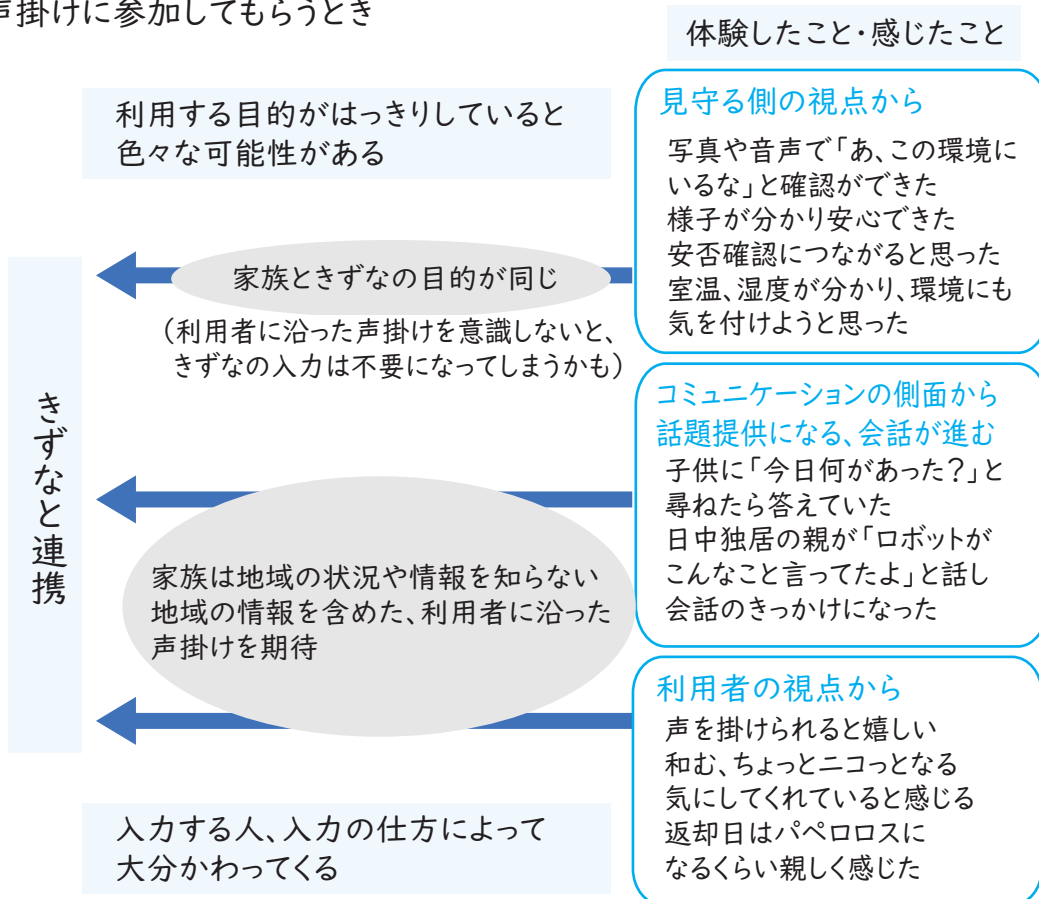 声掛けに参加してもらうとき
体験したこと・感じたこと
利用する目的がはっきりしていると
色々な可能性がある
見守る側の視点から
写真や音声で「あ、この環境に
いるな」と確認ができた
様子が分かり安心できた
安否確認につながると思った
室温、湿度が分かり、環境にも
気を付けようと思った
家族ときずなの目的が同じ
(利用者に沿った声掛けを意識しないと、
きずなの入力は不要になってしまうかも)
きずなと連携
コミュニケーションの側面から
話題提供になる、会話が進む
子供に「今日何があった?」と
尋ねたら答えていた
日中独居の親が「ロボットが
こんなこと言ってたよ」と話し
会話のきっかけになった
家族は地域の状況や情報を知らない
地域の情報を含めた、利用者に沿った
声掛けを期待
利用者の視点から
声を掛けられると嬉しい
和む、ちょっとニコっとなる
気にしてくれていると感じる
返却日はパペロロスに
なるくらい親しく感じた
入力する人、入力の仕方によって
大分かわってくる